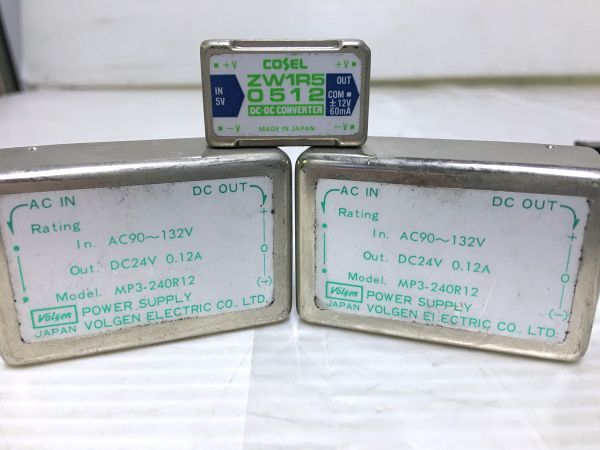 COSEL
+V +V
ZW1R5
0512
IN
5V
OUT
COM
±12V
60mA
DC-DC CONVERTER
-V -V
MADE IN JAPAN
AC IN DC OUT
Rating
In. AC90~132V
Out. DC24V 0.12A
Model. MP3-240R12
Volgen POWER SUPPLY
JAPAN VOLGEN ELECTRIC CO., LTD.
+
O
(-)
AC IN DC OUT
Rating
In. AC90~132V
Out. DC24V 0.12A
Model. MP3-240R12
Volgen POWER SUPPLY
JAPAN VOLGEN ELECTRIC CO., LTD
+
O
(-)